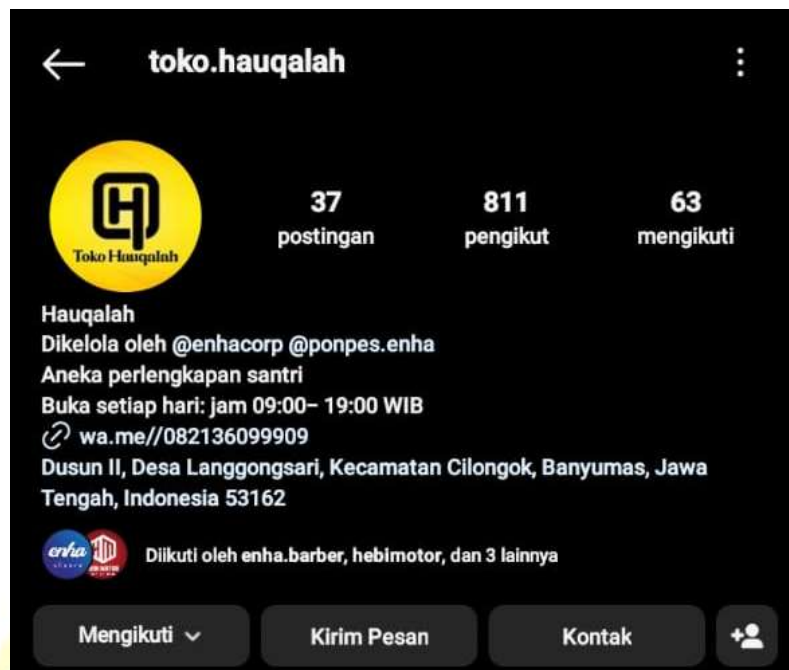 toko.hauqalah
Toko Hauqalah
37
postingan
811
pengikut
63
mengikuti
Hauqalah
Dikelola oleh @enhacorp @ponpes.enha
Aneka perlengkapan santri
Buka setiap hari: jam 09:00– 19:00 WIB
wa.me//082136099909
Dusun II, Desa Langgongsari, Kecamatan Cilongok, Banyumas, Jawa
Tengah, Indonesia 53162
enha
Diikuti oleh enha.barber, hebimotor, dan 3 lainnya
Mengikuti
Kirim Pesan
Kontak